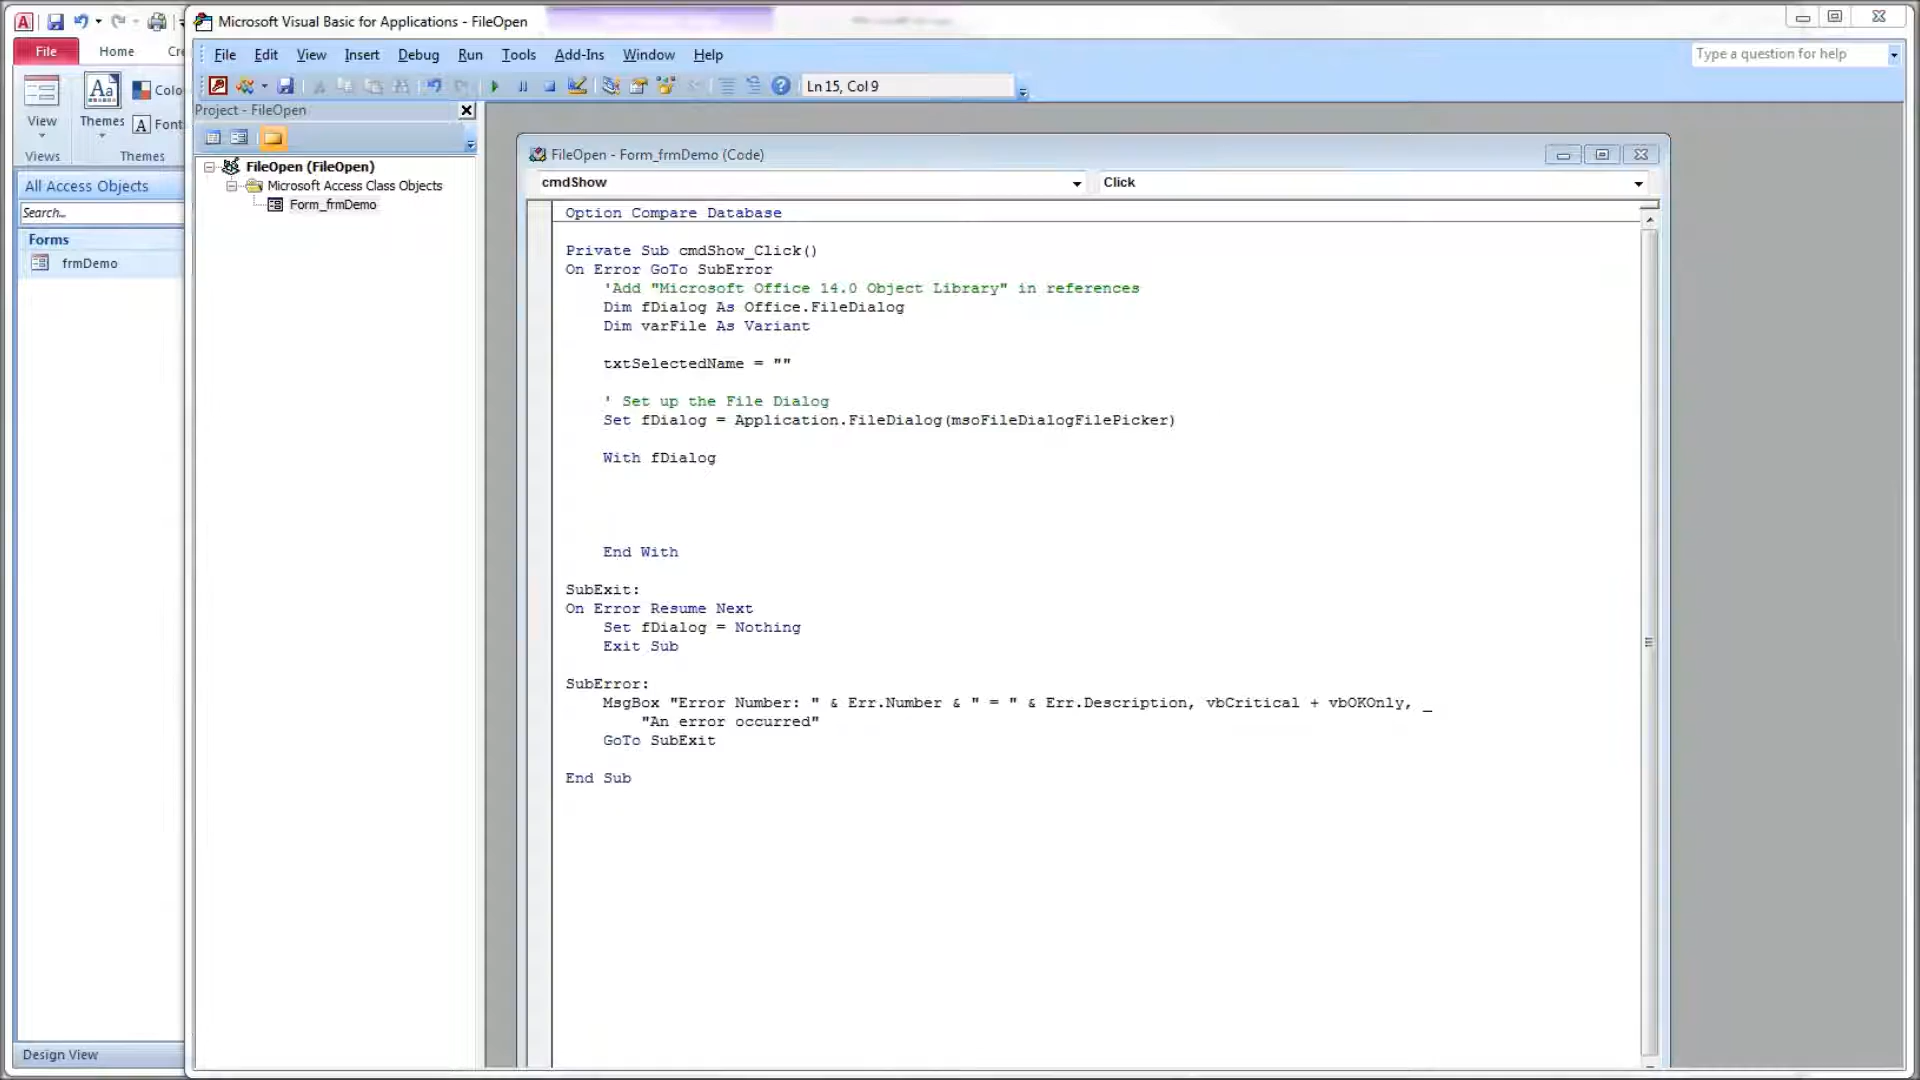 Microsoft Visual Basic for Applications - FileOpen
File Home
File Edit View Insert Debug Run Tools Add-Ins Window Help
Type a question for help
Ln 15, Col 9
View
Views
Aa
Themes
A
Themes
Project - FileOpen
All Access Objects
Search...
Forms
frmDemo
FileOpen (FileOpen)
Microsoft Access Class Objects
Form_frmDemo
FileOpen - Form_frmDemo (Code)
cmdShow
Click
Option Compare Database
Private Sub cmdShow_Click()
On Error GoTo SubError
'Add "Microsoft Office 14.0 Object Library" in references
Dim fDialog As Office.FileDialog
Dim varFile As Variant
txtSelectedName = ""
' Set up the File Dialog
Set fDialog = Application.FileDialog(msoFileDialogFilePicker)
With fDialog
End With
SubExit:
On Error Resume Next
Set fDialog = Nothing
Exit Sub
SubError:
MsgBox "Error Number: " & Err.Number & " = " & Err.Description, vbCritical + vbOKOnly, _
"An error occurred"
GoTo SubExit
End Sub
Design View